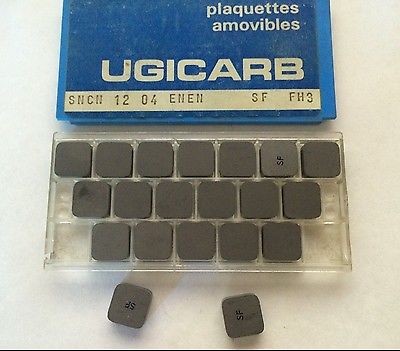 plaquettes
amovibles
UGICARB
SNCN 12 04 ENEN SF FH3
SF
SF
SF